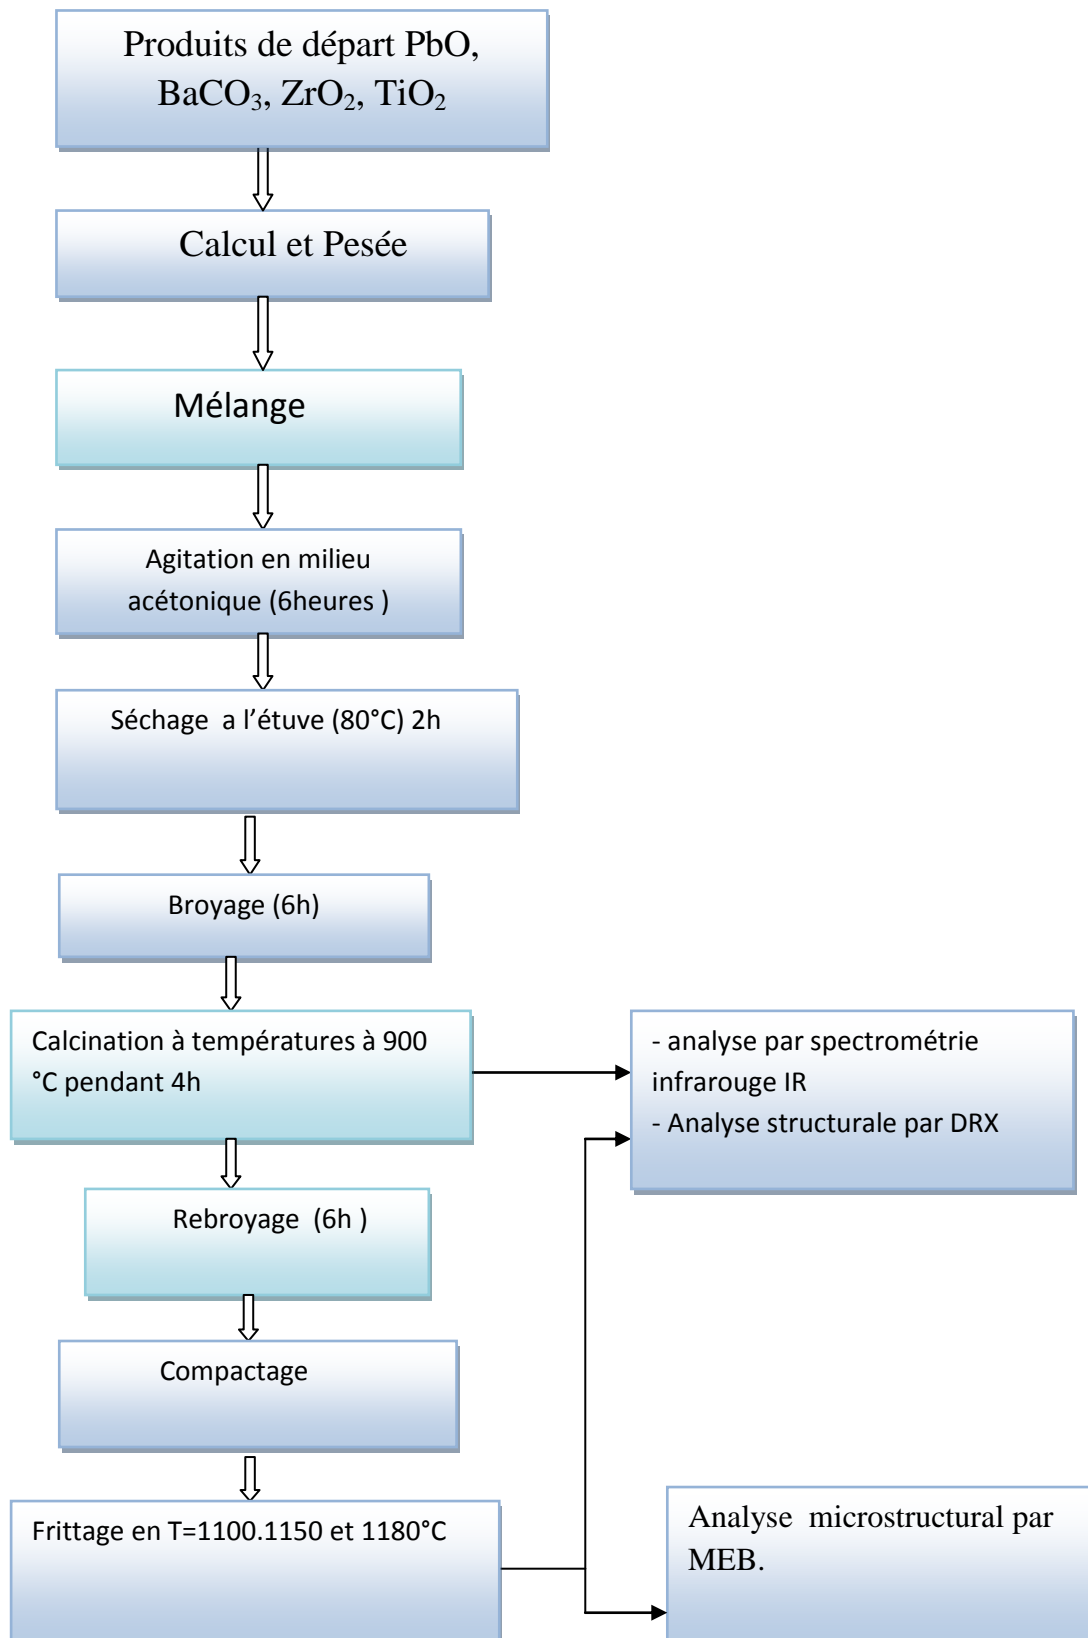 Produits de départ PbO,
BaCO₃, ZrO₂, TiO₂
Calcul et Pesée
Mélange
Agitation en milieu
acétonique (6heures )
Séchage  a l’étuve (80°C) 2h
Broyage (6h)
Calcination à températures à 900
°C pendant 4h
- analyse par spectrométrie
infrarouge IR
- Analyse structurale par DRX
Rebroyage  (6h )
Compactage
Frittage en T=1100.1150 et 1180°C
Analyse  microstructural par
MEB.